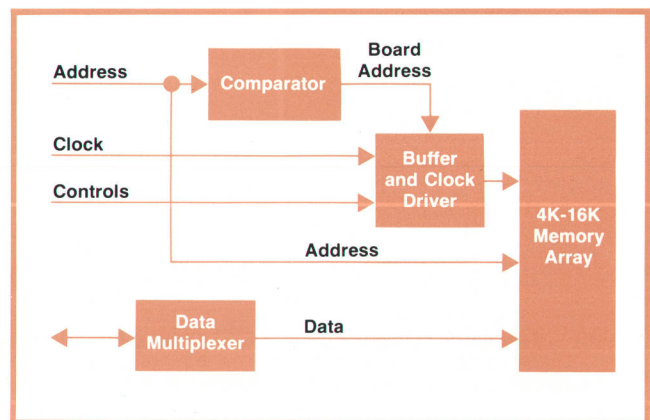 Address
Comparator
Board
Address
Clock
Controls
Buffer
and Clock
Driver
4K-16K
Memory
Array
Address
Data
Multiplexer
Data